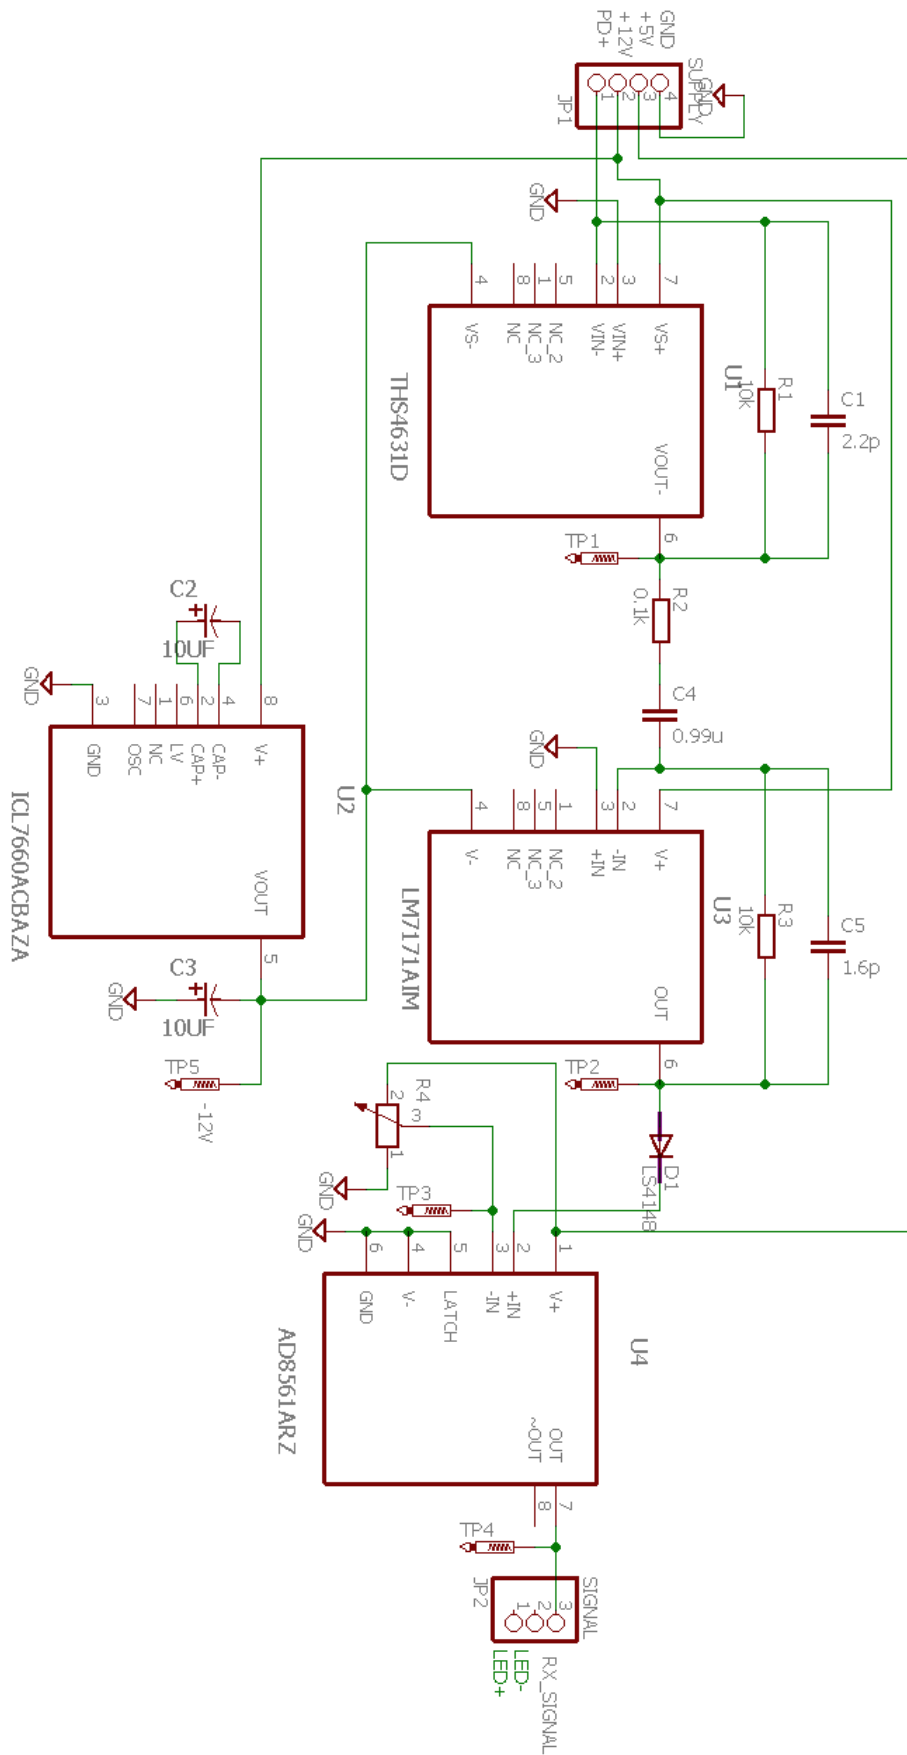 GND
+5V
+12V
PD+
SUPPLY
GND
4
3
2
1
JP1
GND
4
8
1
5
2
3
7
VS-
NC
NC_3
NC_2
VIN-
VIN+
VS+
U1
THS4631D
VOUT-
6
R1
10k
C1
2.2p
TP1
R2
0.1k
C4
0.99u
C2
+
10UF
GND
3
7
1
6
2
4
8
GND
OSC
NC
LV
CAP+
CAP-
V+
U2
ICL7660ACBAZA
VOUT
5
GND
4
8
5
1
3
2
7
V-
NC
NC_3
NC_2
+IN
-IN
V+
U3
LM7171AIM
OUT
6
R3
10k
C5
1.6p
C3
+
10UF
GND
TP5
-12V
TP2
R4
2
3
1
GND
D1
LS4148
TP3
GND
6
4
5
3
2
1
GND
V-
LATCH
-IN
+IN
V+
U4
AD8561ARZ
OUT
~OUT
8
7
TP4
SIGNAL
3
2
1
JP2
RX_SIGNAL
LED-
LED+